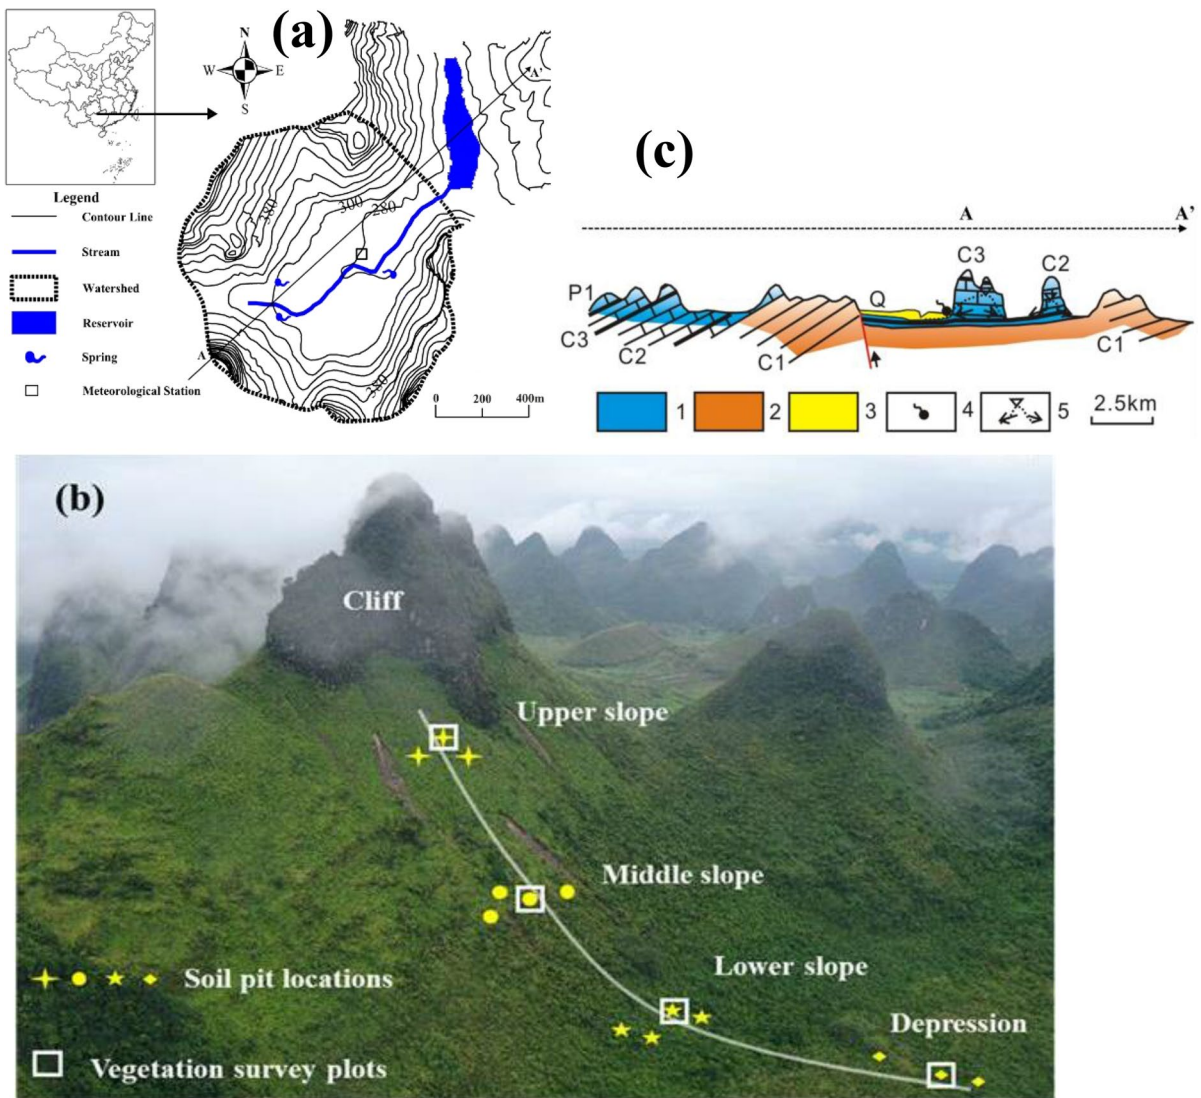 (a)
N
W E
S
A'
Legend
Contour Line
Stream
Watershed
Reservoir
Spring
Meteorological Station
380
300
280
A
380
0 200 400m
(c)
A A'
C3 C2
P1 Q
C3 C2 C1 C1
1 2 3 4 5 2.5km
(b)
Cliff
Upper slope
Middle slope
Lower slope
Soil pit locations
Depression
Vegetation survey plots